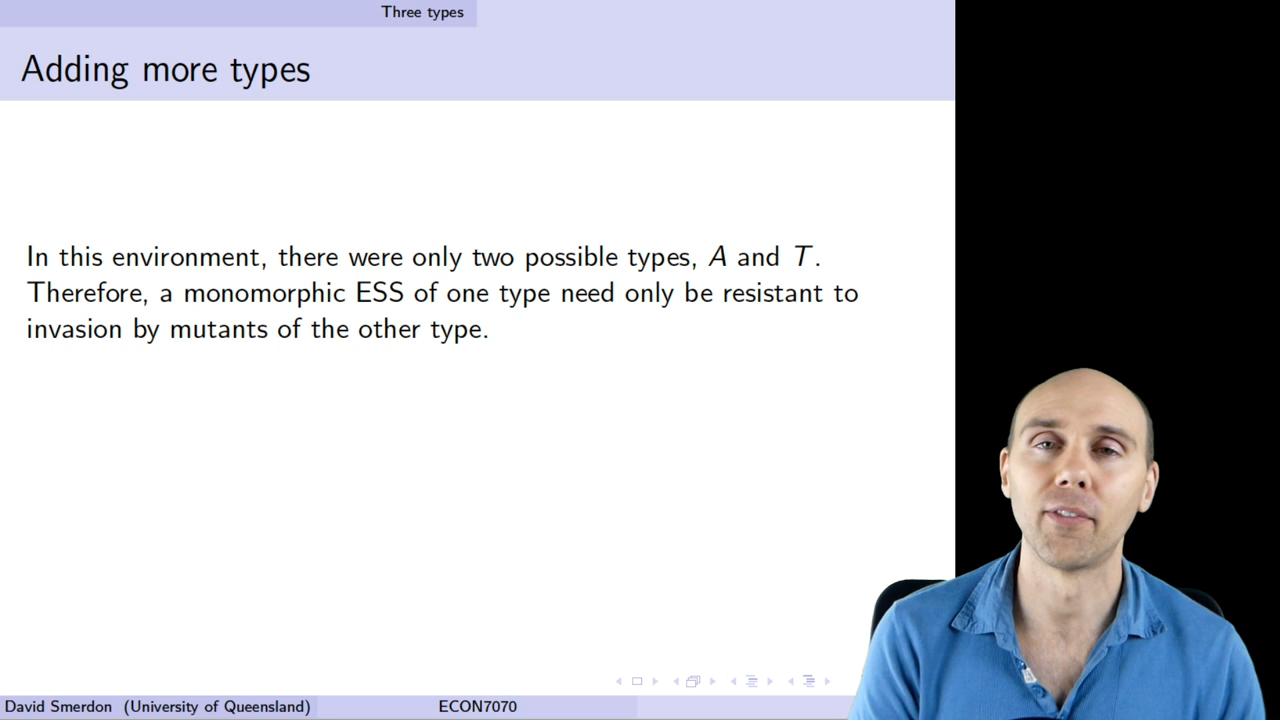 Three types
Adding more types
In this environment, there were only two possible types, A and T.
Therefore, a monomorphic ESS of one type need only be resistant to
invasion by mutants of the other type.
David Smerdon (University of Queensland)
ECON7070